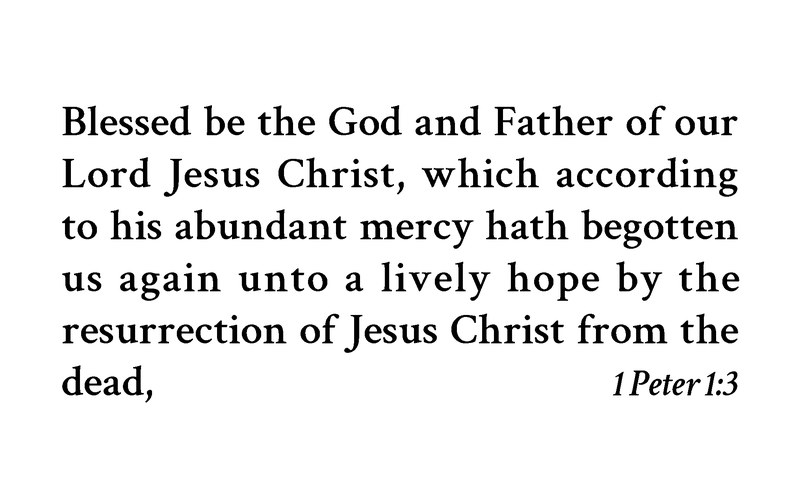 Blessed be the God and Father of our
Lord Jesus Christ, which according
to his abundant mercy hath begotten
us again unto a lively hope by the
resurrection of Jesus Christ from the
dead, 1 Peter 1:3